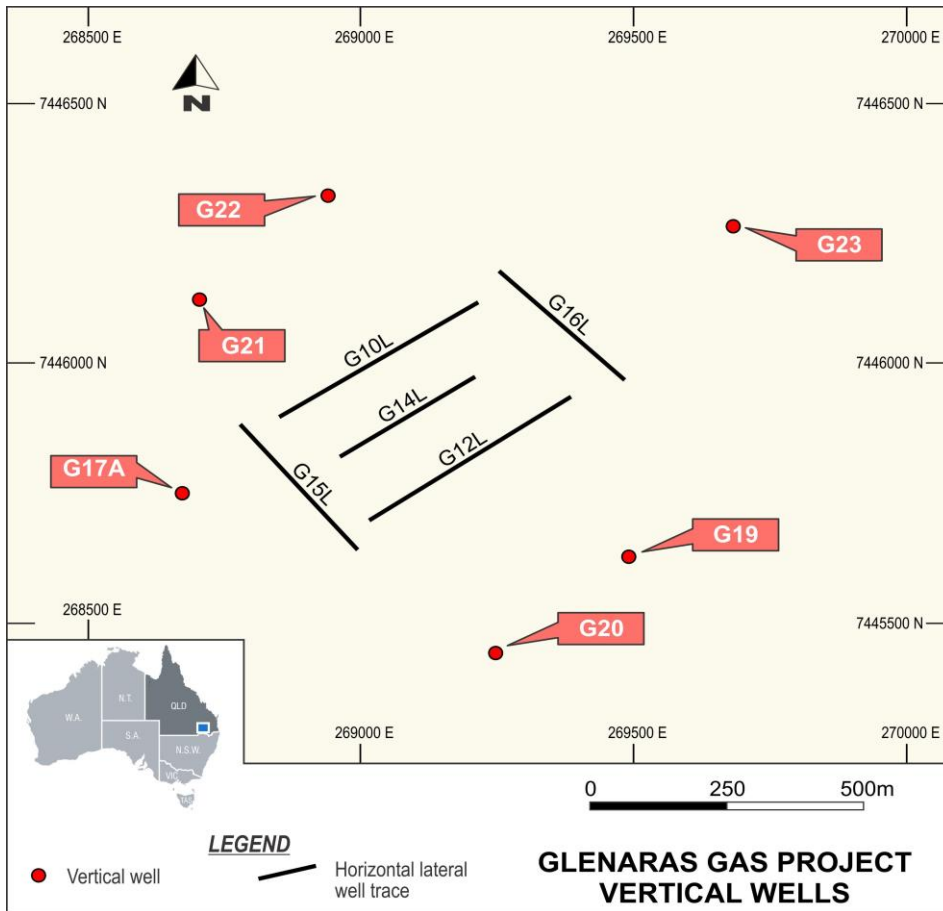 268500 E
269000 E
269500 E
270000 E
7446500 N
7446500 N
N
G22
G23
G21
G16L
G10L
7446000 N
7446000 N
G14L
G12L
G17A
G15L
G19
268500 E
7445500 N
G20
N.T.
QLD
W.A.
S.A.
N.S.W.
VIC
TAS
269000 E
269500 E
270000 E
0
250
500m
LEGEND
Vertical well
Horizontal lateral
well trace
GLENARAS GAS PROJECT
VERTICAL WELLS